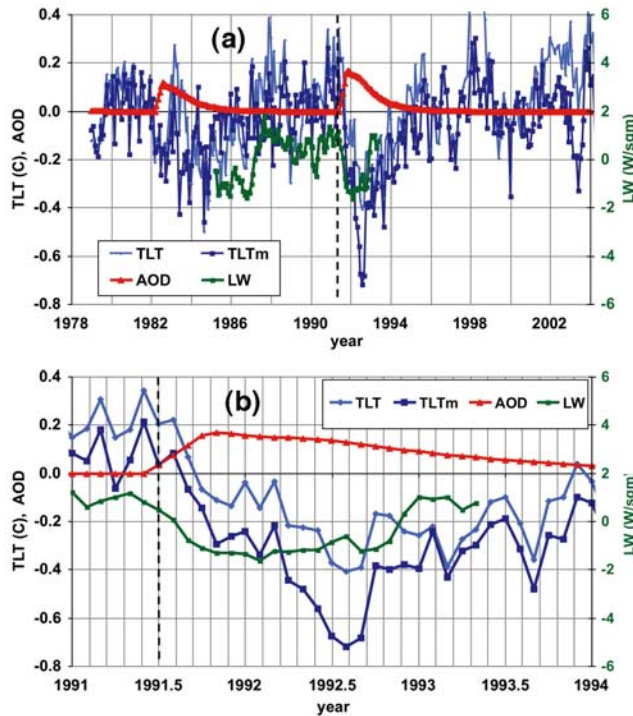 (a)
0.4 6
0.2 4
0.0 2
-0.2 0
-0.4 -2
-0.6 -4
-0.8 -6
TLT (C), AOD
LW (W/sqm)
TLT TLTm
AOD LW
1978 1982 1986 1990 1994 1998 2002
year
(b)
TLT TLTm AOD LW
0.4 6
0.2 4
0.0 2
-0.2 0
-0.4 -2
-0.6 -4
-0.8 -6
TLT (C), AOD
LW (W/sqm)
1991 1991.5 1992 1992.5 1993 1993.5 1994
year